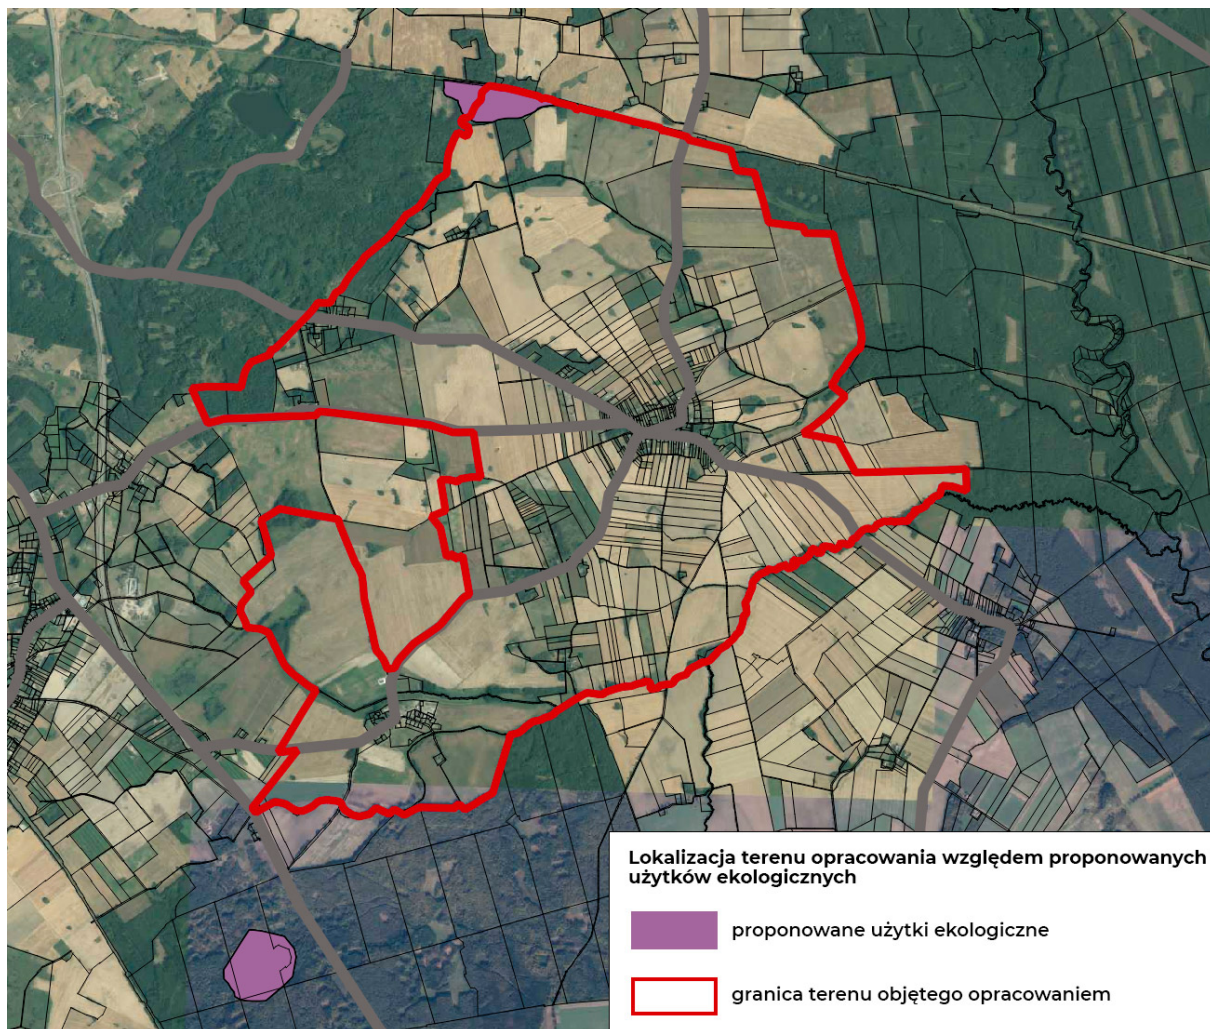 Lokalizacja terenu opracowania względem proponowanych
użytków ekologicznych
proponowane użytki ekologiczne
granica terenu objętego opracowaniem